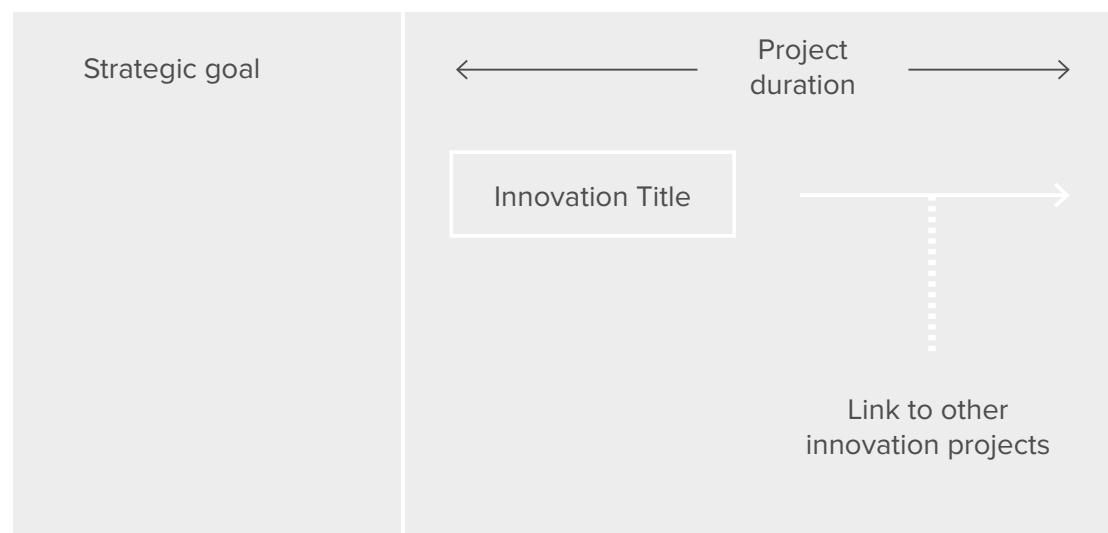 Strategic goal
Project
duration
Innovation Title
Link to other
innovation projects